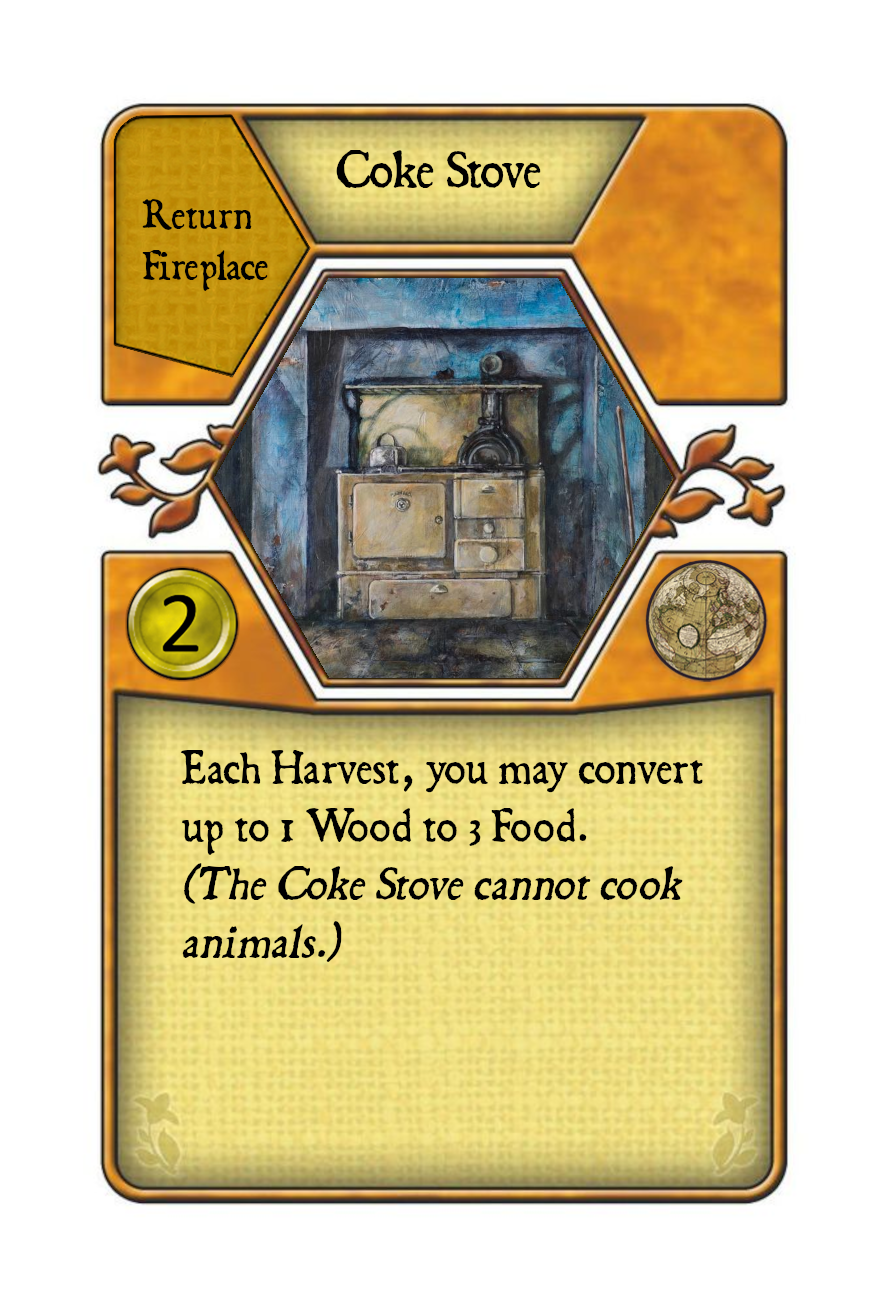 Coke Stove
Return
Fireplace
2
Each Harvest, you may convert
up to 1 Wood to 3 Food.
(The Coke Stove cannot cook
animals.)